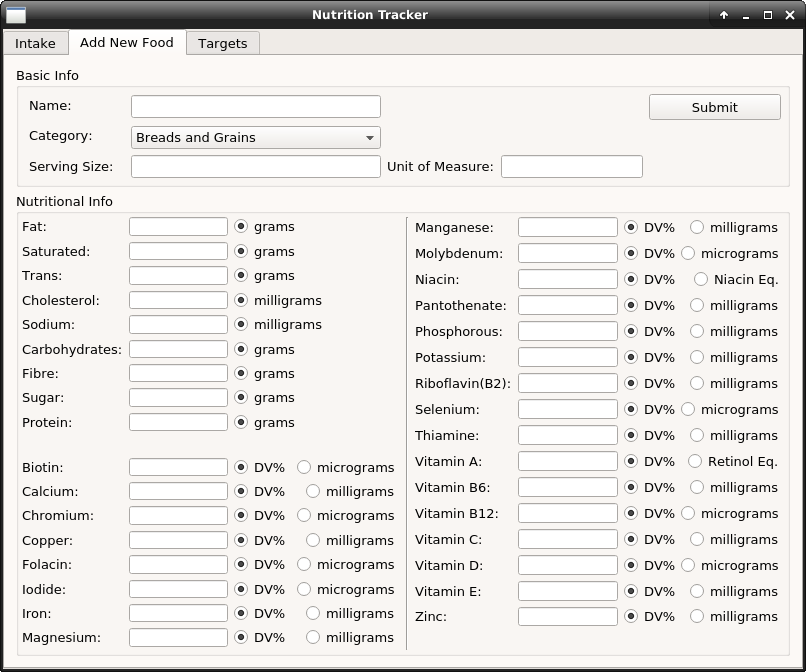 Nutrition Tracker
Intake Add New Food Targets
Basic Info
Name:
Submit
Category: Breads and Grains
Serving Size: Unit of Measure:
Nutritional Info
Fat: grams
Saturated: grams
Trans: grams
Cholesterol: milligrams
Sodium: milligrams
Carbohydrates: grams
Fibre: grams
Sugar: grams
Protein: grams
Biotin: DV% micrograms
Calcium: DV% milligrams
Chromium: DV% micrograms
Copper: DV% milligrams
Folacin: DV% micrograms
Iodide: DV% micrograms
Iron: DV% milligrams
Magnesium: DV% milligrams
Manganese: DV% milligrams
Molybdenum: DV% micrograms
Niacin: DV% Niacin Eq.
Pantothenate: DV% milligrams
Phosphorous: DV% milligrams
Potassium: DV% milligrams
Riboflavin(B2): DV% milligrams
Selenium: DV% micrograms
Thiamine: DV% milligrams
Vitamin A: DV% Retinol Eq.
Vitamin B6: DV% milligrams
Vitamin B12: DV% micrograms
Vitamin C: DV% milligrams
Vitamin D: DV% micrograms
Vitamin E: DV% milligrams
Zinc: DV% milligrams